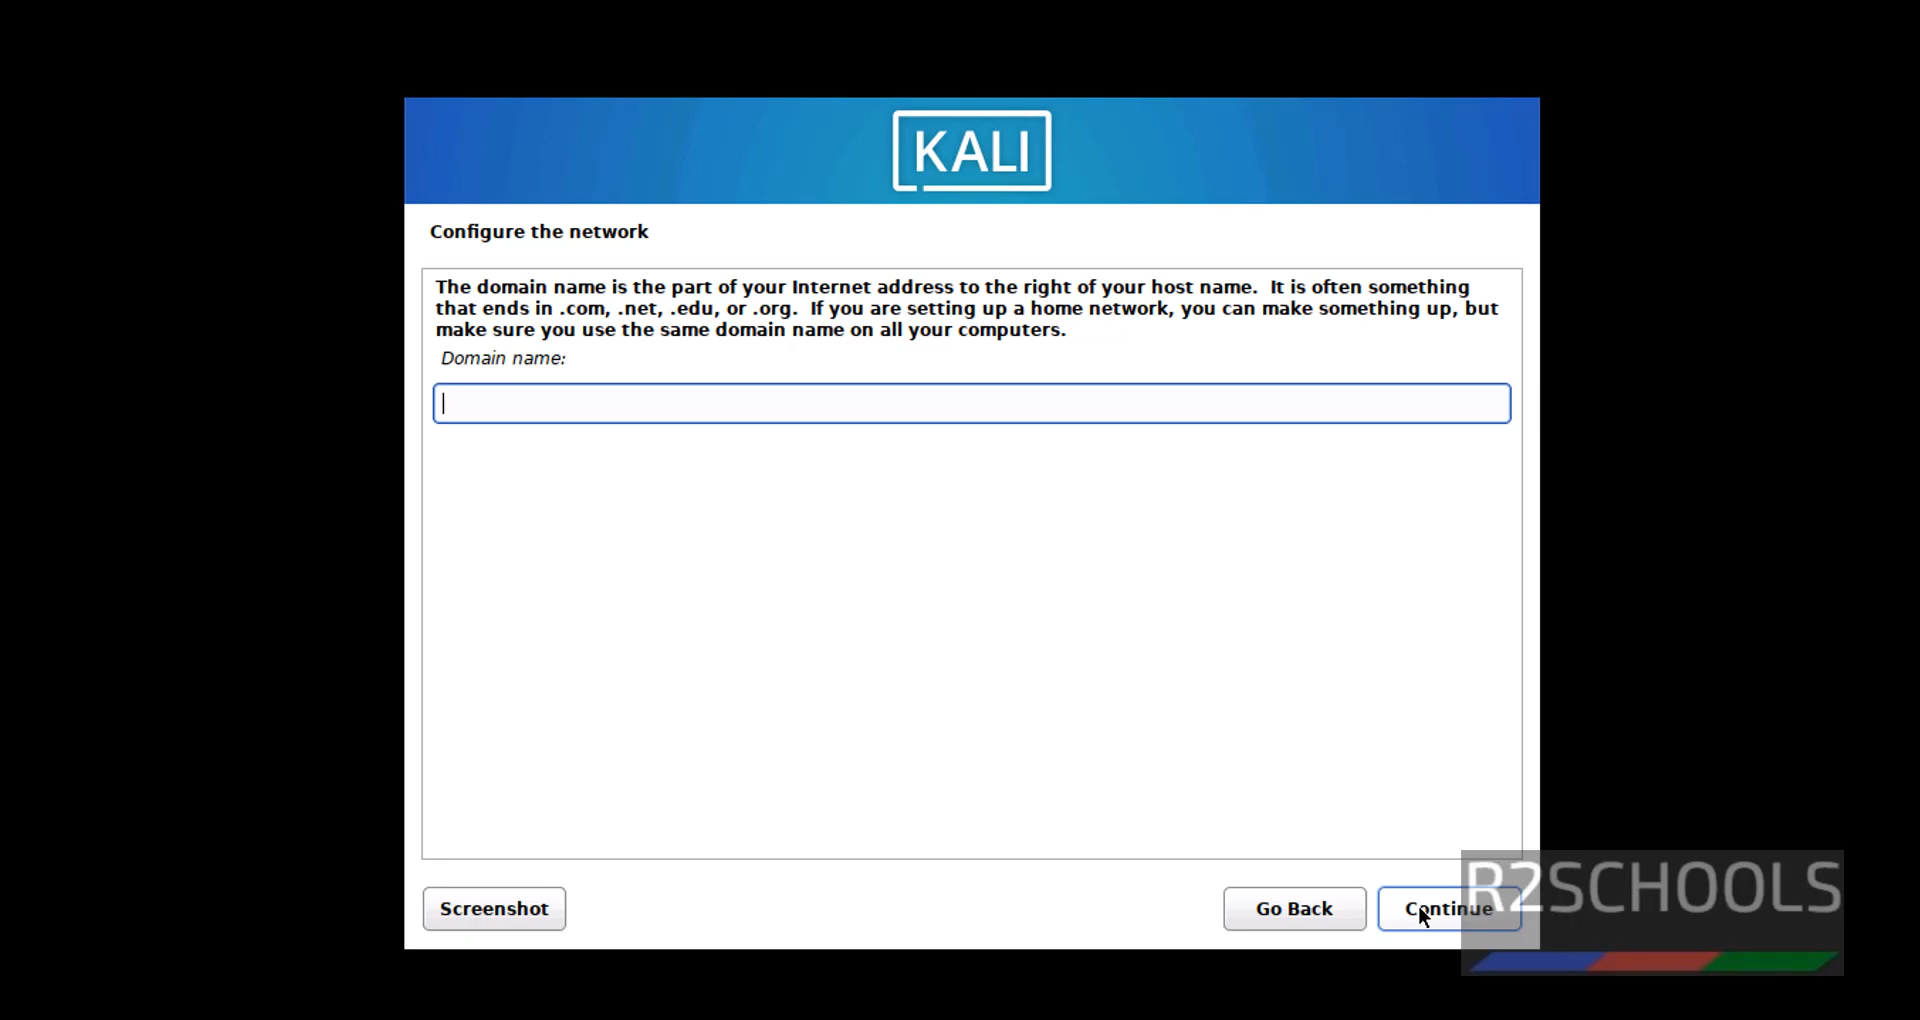 KALI
Configure the network
The domain name is the part of your Internet address to the right of your host name.  It is often something
that ends in .com, .net, .edu, or .org.  If you are setting up a home network, you can make something up, but
make sure you use the same domain name on all your computers.
Domain name:
Screenshot
Go Back
Continue
R2SCHOOLS